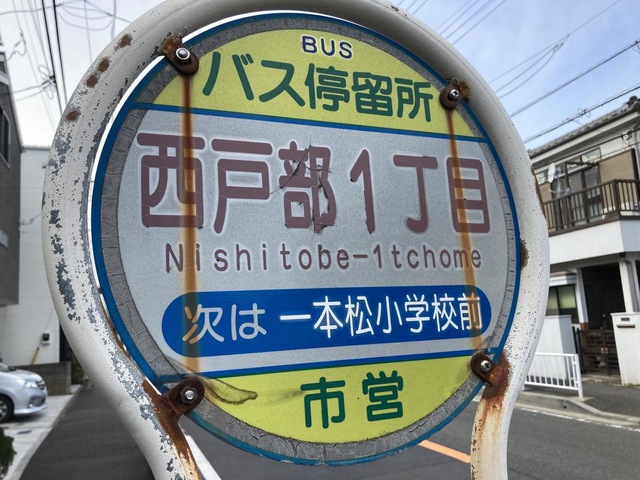 BUS
バス停留所
西戸部1丁目
Nishitobe-1tchome
次は 一本松小学校前
市営